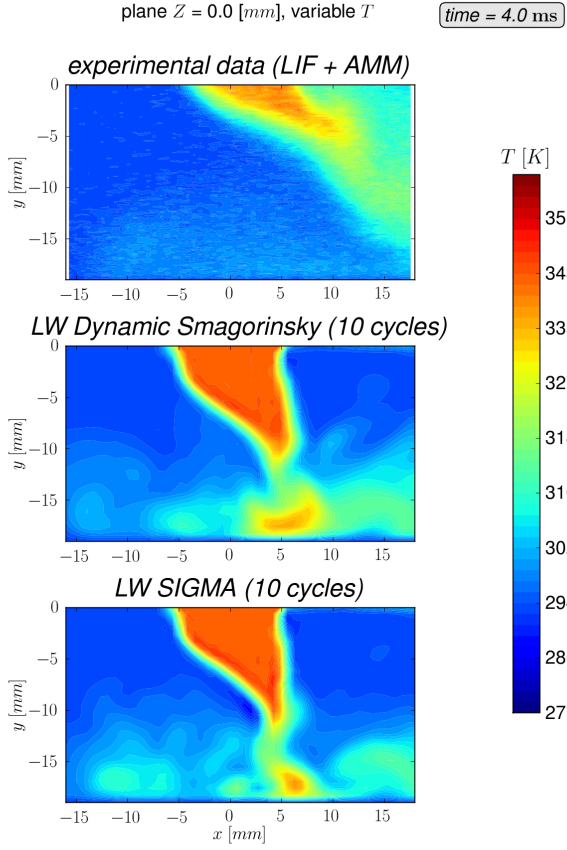 plane Z = 0.0 [mm], variable T
time = 4.0 ms
experimental data (LIF + AMM)
0
−5
−10
−15
y [mm]
−15 −10 −5 0 5 10 15
T [K]
35
34
33
32
31
30
29
28
27
LW Dynamic Smagorinsky (10 cycles)
0
−5
−10
−15
y [mm]
−15 −10 −5 0 5 10 15
LW SIGMA (10 cycles)
0
−5
−10
−15
y [mm]
−15 −10 −5 0 5 10 15
x [mm]